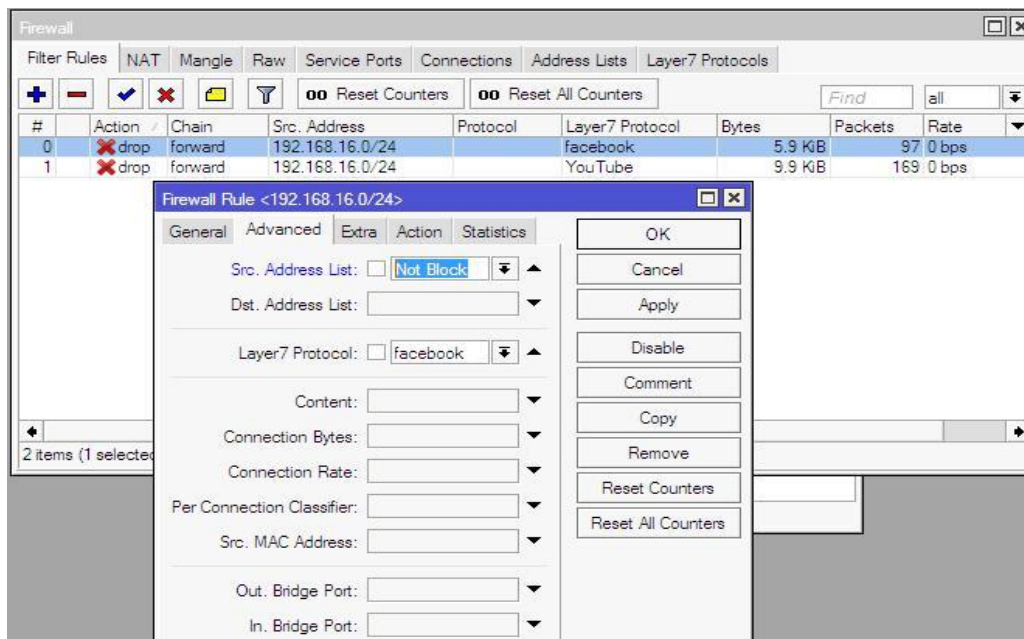 Firewall
Filter Rules NAT Mangle Raw Service Ports Connections Address Lists Layer7 Protocols
00 Reset Counters 00 Reset All Counters Find all
# Action Chain Src. Address Protocol Layer7 Protocol Bytes Packets Rate
0 drop forward 192.168.16.0/24 facebook 5.9 KiB 97 0 bps
1 drop forward 192.168.16.0/24 YouTube 9.9 KiB 169 0 bps
2 items (1 selected
Firewall Rule <192.168.16.0/24>
General Advanced Extra Action Statistics
Src. Address List: Not Block
Dst. Address List:
Layer7 Protocol: facebook
Content:
Connection Bytes:
Connection Rate:
Per Connection Classifier:
Src. MAC Address:
Out. Bridge Port:
In. Bridge Port:
OK
Cancel
Apply
Disable
Comment
Copy
Remove
Reset Counters
Reset All Counters